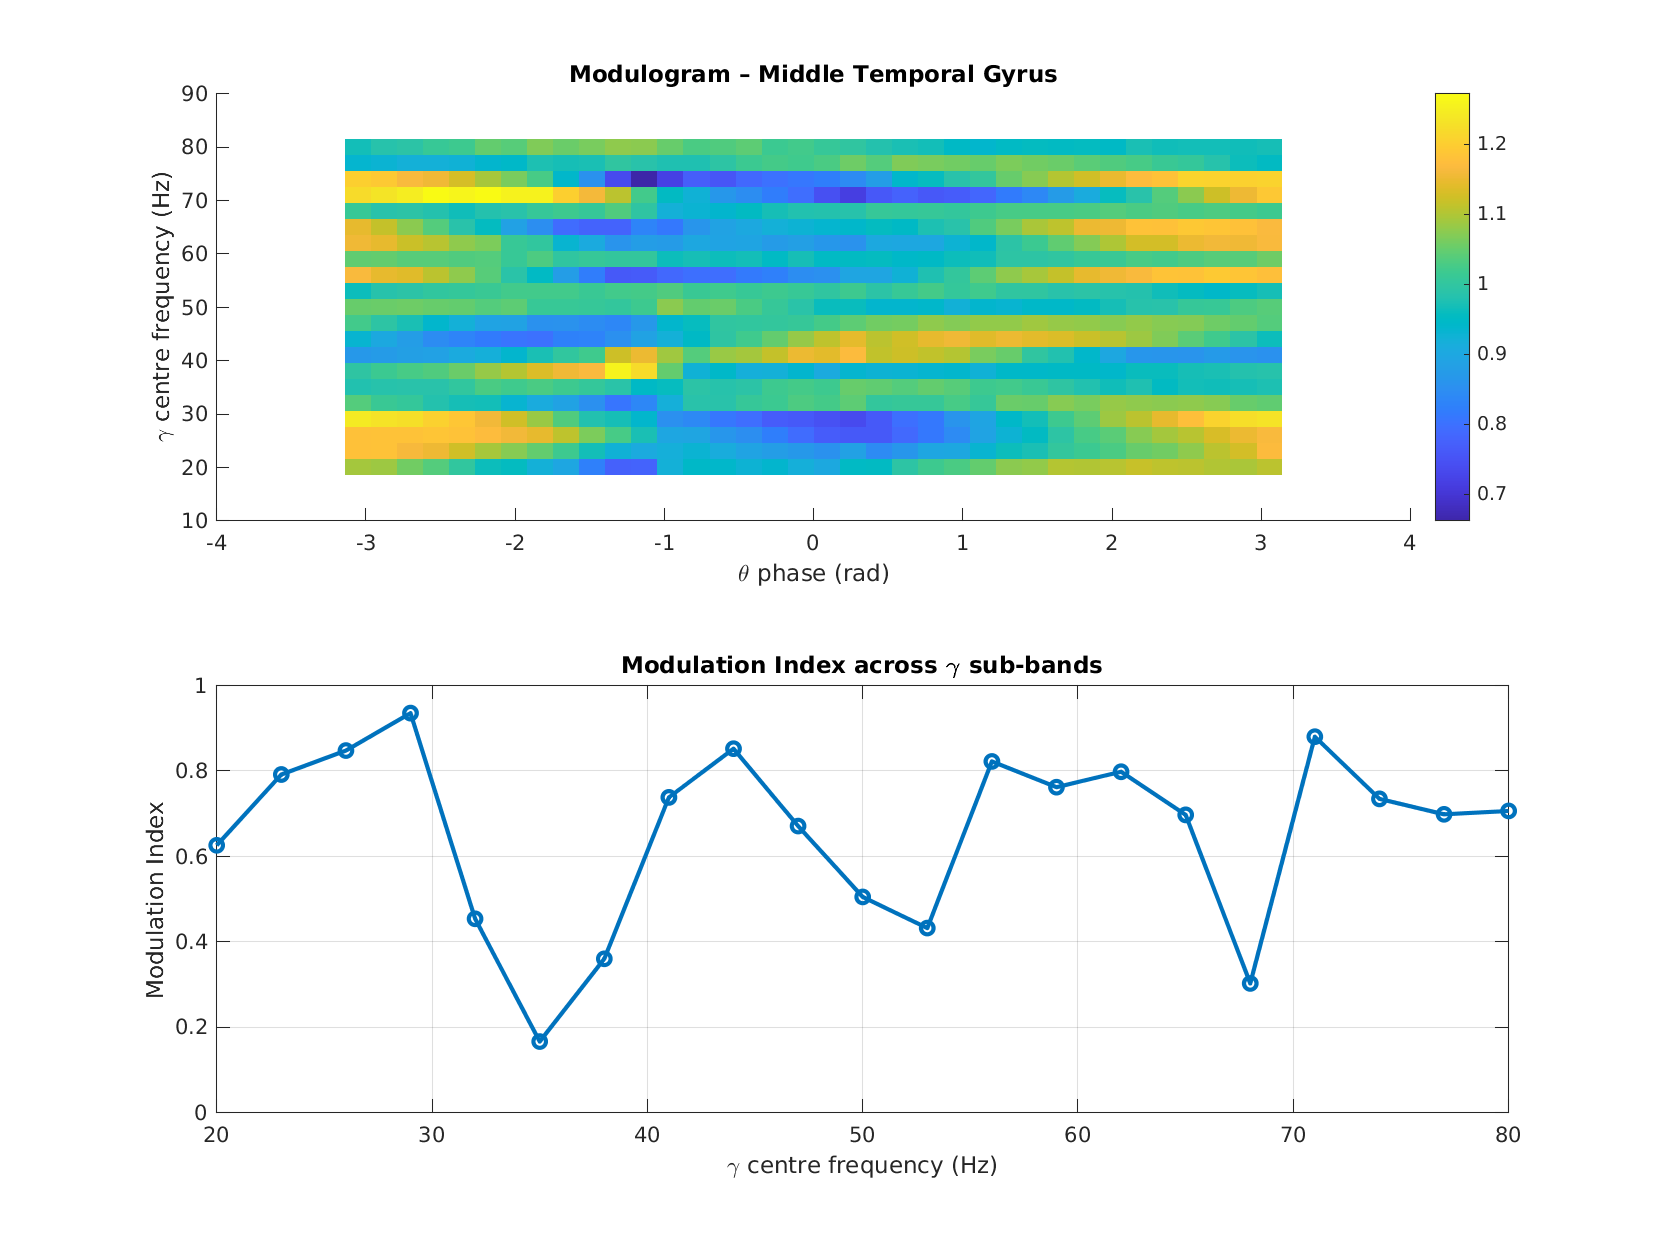 Modulogram – Middle Temporal Gyrus
90
80
70
60
50
40
30
20
10
γ centre frequency (Hz)
-4 -3 -2 -1 0 1 2 3 4
θ phase (rad)
1.2
1.1
1
0.9
0.8
0.7
Modulation Index across γ sub-bands
1
0.8
0.6
0.4
0.2
0
Modulation Index
20 30 40 50 60 70 80
γ centre frequency (Hz)